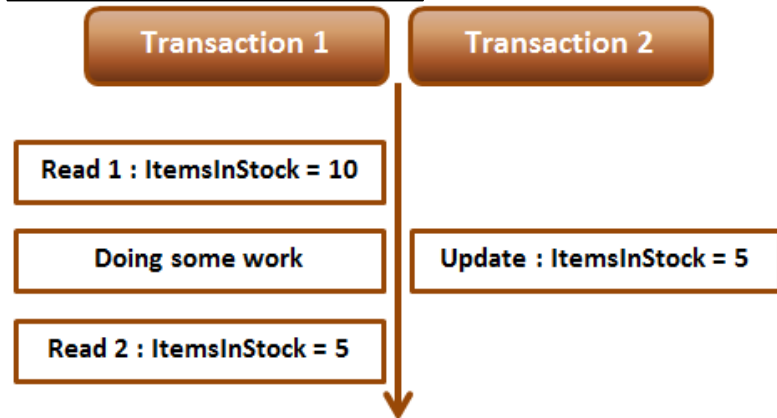 Transaction 1
Transaction 2
Read 1 : ItemsInStock = 10
Doing some work
Update : ItemsInStock = 5
Read 2 : ItemsInStock = 5